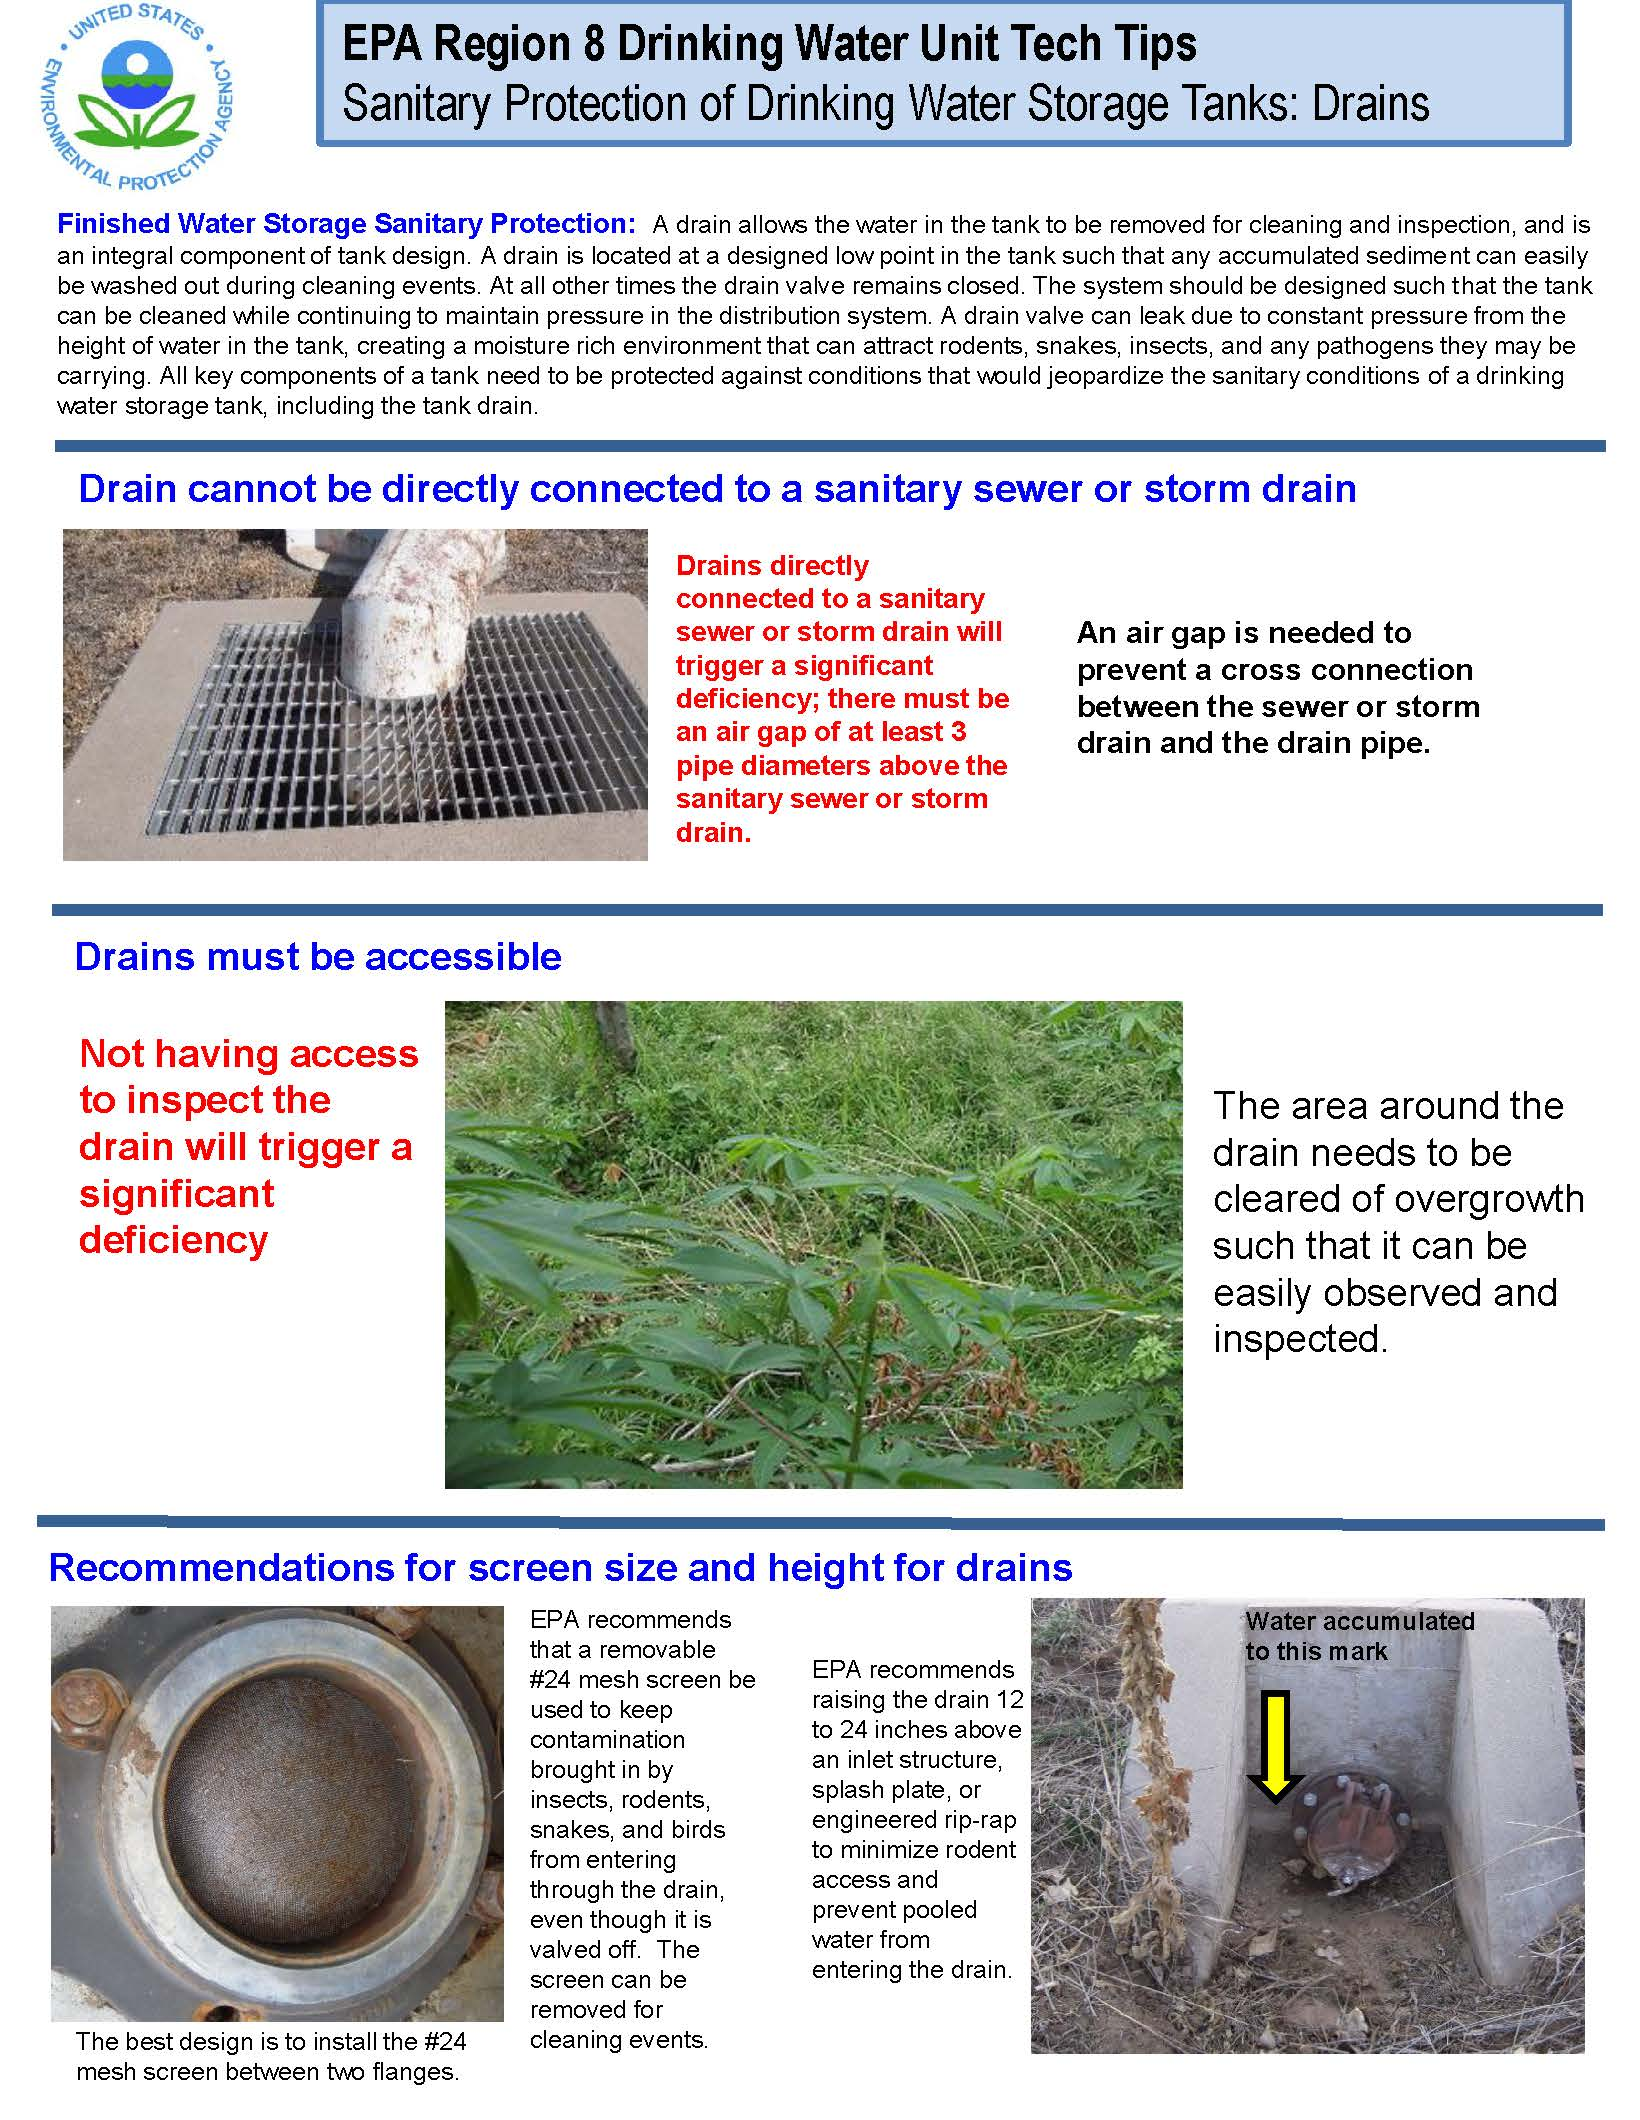 UNITED STATES
ENVIRONMENTAL PROTECTION AGENCY
EPA Region 8 Drinking Water Unit Tech Tips
Sanitary Protection of Drinking Water Storage Tanks: Drains
Finished Water Storage Sanitary Protection: A drain allows the water in the tank to be removed for cleaning and inspection, and is
an integral component of tank design. A drain is located at a designed low point in the tank such that any accumulated sediment can easily
be washed out during cleaning events. At all other times the drain valve remains closed. The system should be designed such that the tank
can be cleaned while continuing to maintain pressure in the distribution system. A drain valve can leak due to constant pressure from the
height of water in the tank, creating a moisture rich environment that can attract rodents, snakes, insects, and any pathogens they may be
carrying. All key components of a tank need to be protected against conditions that would jeopardize the sanitary conditions of a drinking
water storage tank, including the tank drain.
Drain cannot be directly connected to a sanitary sewer or storm drain
Drains directly
connected to a sanitary
sewer or storm drain will
trigger a significant
deficiency; there must be
an air gap of at least 3
pipe diameters above the
sanitary sewer or storm
drain.
An air gap is needed to
prevent a cross connection
between the sewer or storm
drain and the drain pipe.
Drains must be accessible
Not having access
to inspect the
drain will trigger a
significant
deficiency
The area around the
drain needs to be
cleared of overgrowth
such that it can be
easily observed and
inspected.
Recommendations for screen size and height for drains
The best design is to install the #24
mesh screen between two flanges.
EPA recommends
that a removable
#24 mesh screen be
used to keep
contamination
brought in by
insects, rodents,
snakes, and birds
from entering
through the drain,
even though it is
valved off. The
screen can be
removed for
cleaning events.
EPA recommends
raising the drain 12
to 24 inches above
an inlet structure,
splash plate, or
engineered rip-rap
to minimize rodent
access and
prevent pooled
water from
entering the drain.
Water accumulated
to this mark